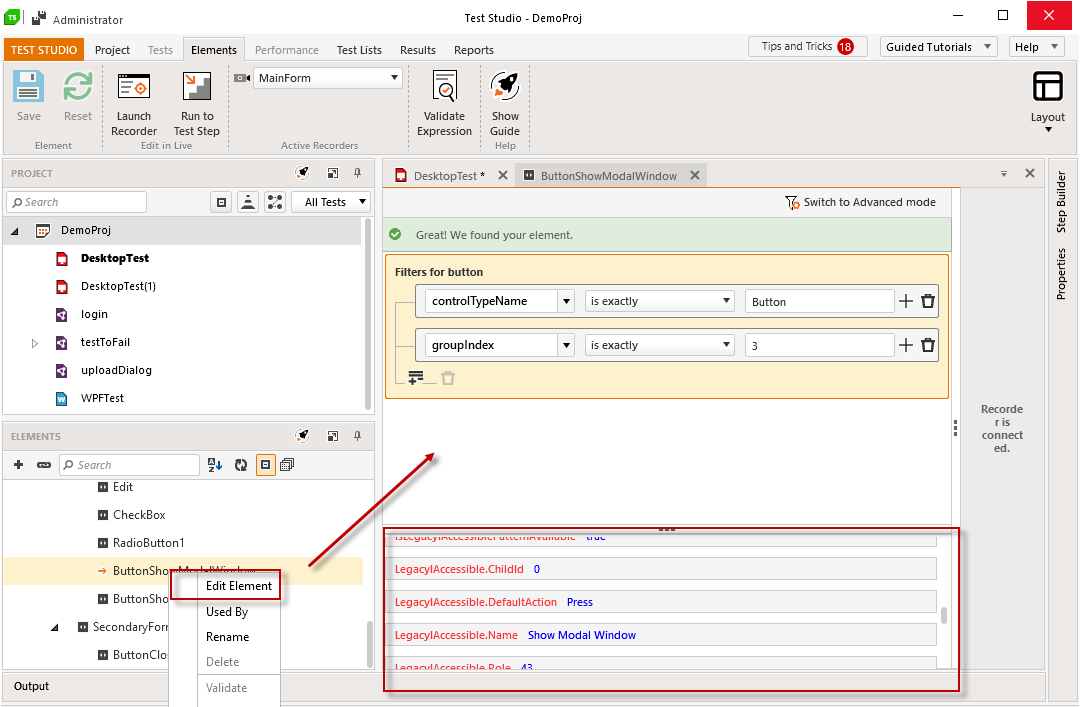 TS
Administrator
Test Studio - DemoProj
TEST STUDIO Project Tests Elements Performance Test Lists Results Reports
Tips and Tricks 18 Guided Tutorials Help
MainForm
Save Reset Launch Recorder Run to Test Step Validate Expression Show Guide Layout
Element Edit in Live Active Recorders Help
PROJECT
Search All Tests
DemoProj
DesktopTest
DesktopTest(1)
login
testToFail
uploadDialog
WPFTest
ELEMENTS
Search
Edit
CheckBox
RadioButton1
ButtonShowModalWindow
ButtonSho
SecondaryForm
ButtonClos
Edit Element
Used By
Rename
Delete
Validate
Output
DesktopTest * ButtonShowModalWindow
Switch to Advanced mode
Great! We found your element.
Filters for button
controlTypeName is exactly Button
groupIndex is exactly 3
IsLegacyIAccessiblePatternAvailable true
LegacyIAccessible.ChildId 0
LegacyIAccessible.DefaultAction Press
LegacyIAccessible.Name Show Modal Window
LegacyIAccessible.Role 43
Recorde
r is
connect
ed.
Step Builder
Properties